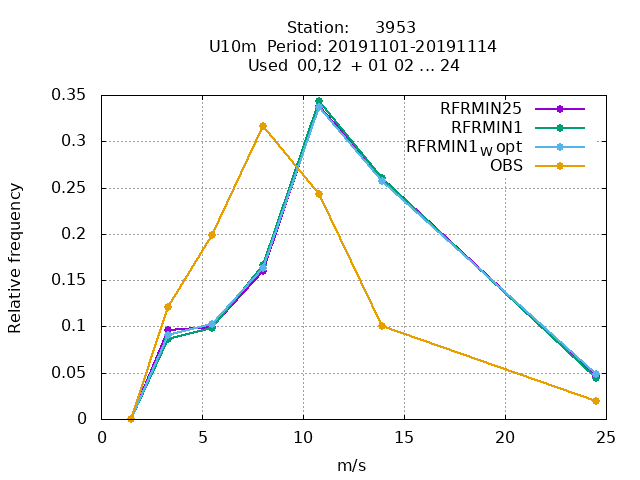 Station: 3953
U10m Period: 20191101-20191114
Used 00,12 + 01 02 ... 24
0.35
0.3
0.25
0.2
0.15
0.1
0.05
0
0 5 10 15 20 25
Relative frequency
m/s
RFRMIN25
RFRMIN1
RFRMIN1_W opt
OBS